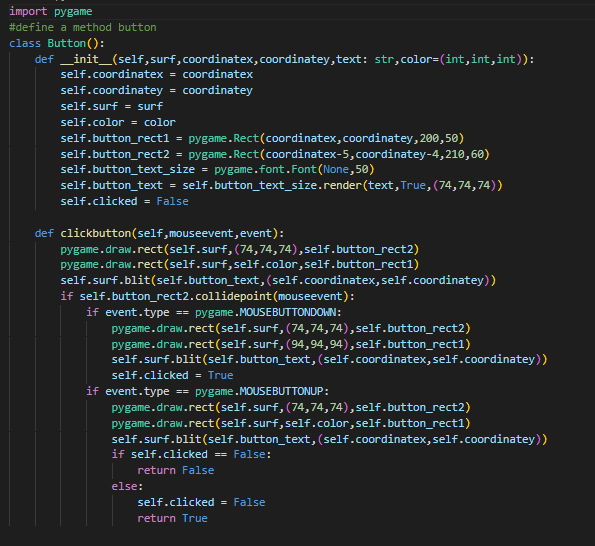 import pygame
#define a method button
class Button():
    def __init__(self,surf,coordinatex,coordinatey,text: str,color=(int,int,int)):
        self.coordinatex = coordinatex
        self.coordinatey = coordinatey
        self.surf = surf
        self.color = color
        self.button_rect1 = pygame.Rect(coordinatex,coordinatey,200,50)
        self.button_rect2 = pygame.Rect(coordinatex-5,coordinatey-4,210,60)
        self.button_text_size = pygame.font.Font(None,50)
        self.button_text = self.button_text_size.render(text,True,(74,74,74))
        self.clicked = False

    def clickbutton(self,mouseevent,event):
        pygame.draw.rect(self.surf,(74,74,74),self.button_rect2)
        pygame.draw.rect(self.surf,self.color,self.button_rect1)
        self.surf.blit(self.button_text,(self.coordinatex,self.coordinatey))
        if self.button_rect2.collidepoint(mouseevent):
            if event.type == pygame.MOUSEBUTTONDOWN:
                pygame.draw.rect(self.surf,(74,74,74),self.button_rect2)
                pygame.draw.rect(self.surf,(94,94,94),self.button_rect1)
                self.surf.blit(self.button_text,(self.coordinatex,self.coordinatey))
                self.clicked = True
            if event.type == pygame.MOUSEBUTTONUP:
                pygame.draw.rect(self.surf,(74,74,74),self.button_rect2)
                pygame.draw.rect(self.surf,self.color,self.button_rect1)
                self.surf.blit(self.button_text,(self.coordinatex,self.coordinatey))
                if self.clicked == False:
                    return False
                else:
                    self.clicked = False
                    return True